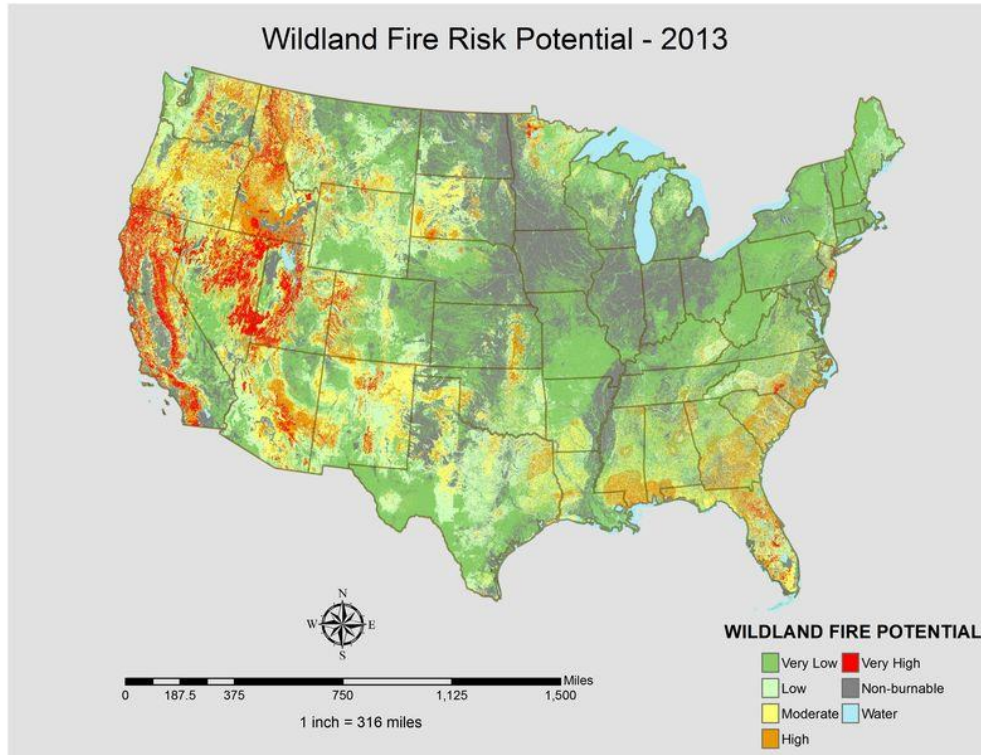 Wildland Fire Risk Potential - 2013
N
W E
S
Miles
0 187.5 375 750 1,125 1,500
1 inch = 316 miles
WILDLAND FIRE POTENTIAL
Very Low Very High
Low Non-burnable
Moderate Water
High